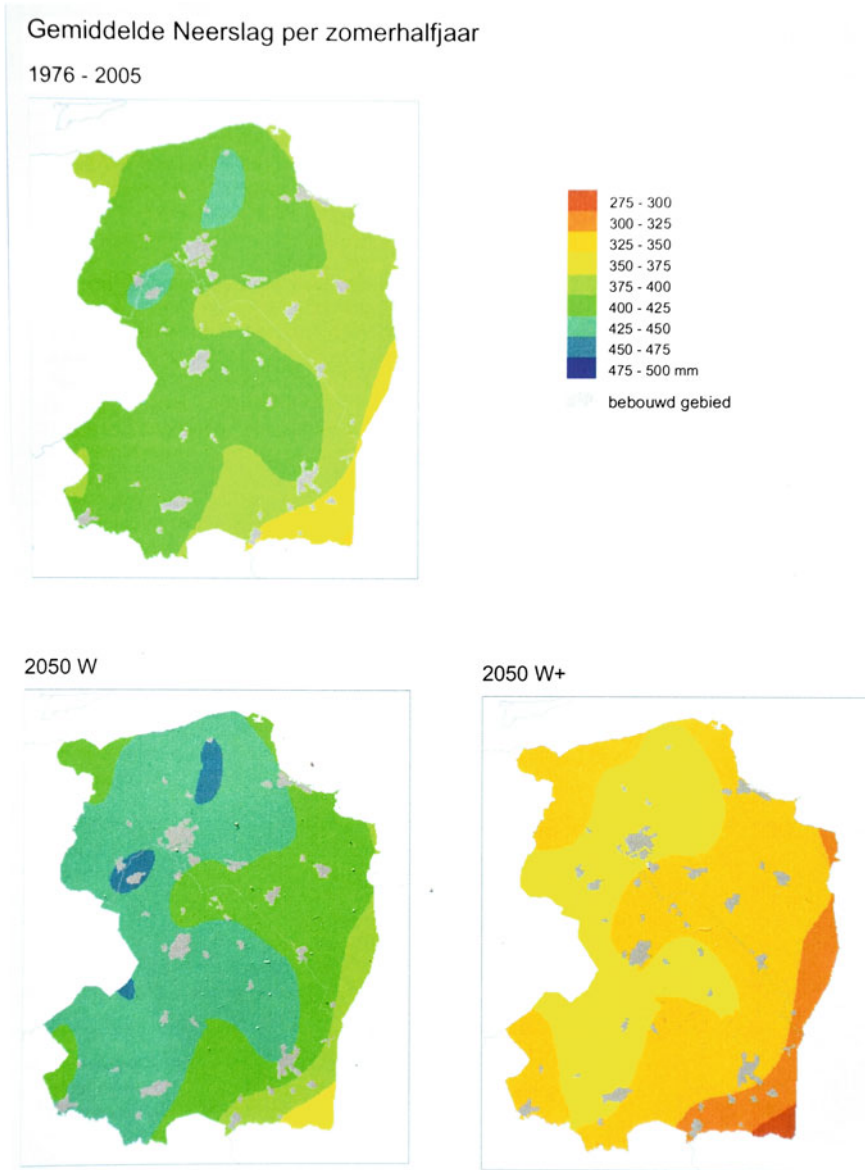 Gemiddelde Neerslag per zomerhalfjaar
1976 - 2005
275 - 300
300 - 325
325 - 350
350 - 375
375 - 400
400 - 425
425 - 450
450 - 475
475 - 500 mm
bebouwd gebied
2050 W
2050 W+